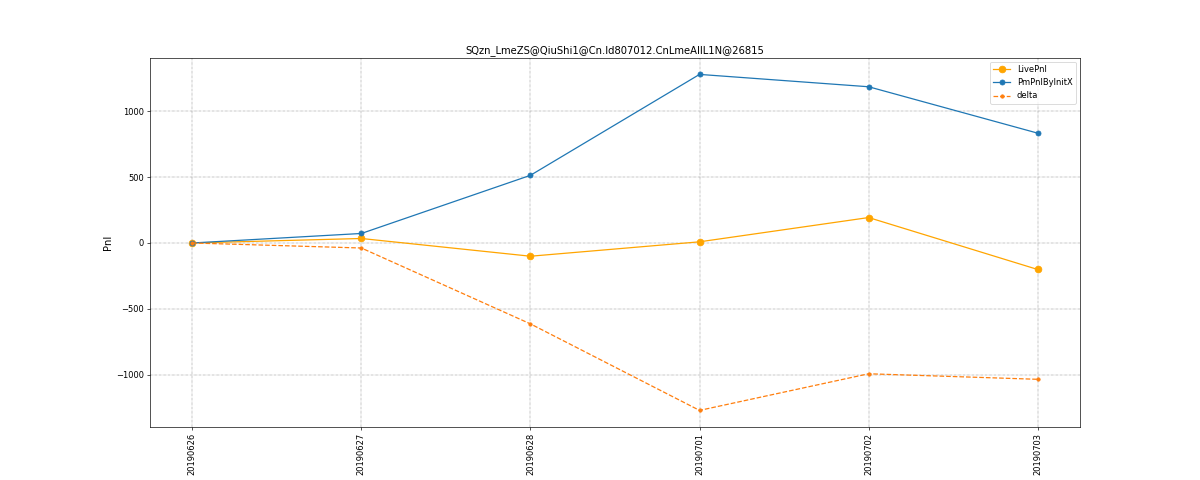 SQzn_LmeZS@QiuShi1@Cn.Id807012.CnLmeAllL1N@26815
LivePnl
PmPnlByInitX
delta
1000
500
0
−500
−1000
Pnl
20190626
20190627
20190628
20190701
20190702
20190703